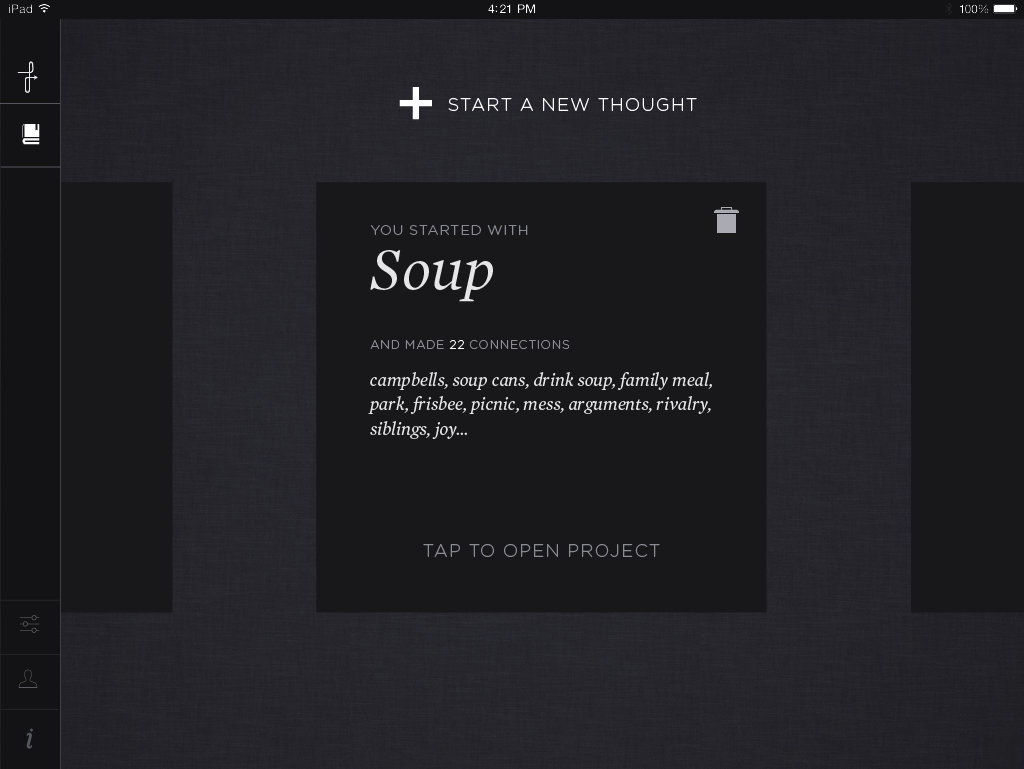 iPad 4:21 PM 100%
START A NEW THOUGHT
YOU STARTED WITH
Soup
AND MADE 22 CONNECTIONS
campbells, soup cans, drink soup, family meal,
park, frisbee, picnic, mess, arguments, rivalry,
siblings, joy...
TAP TO OPEN PROJECT
i